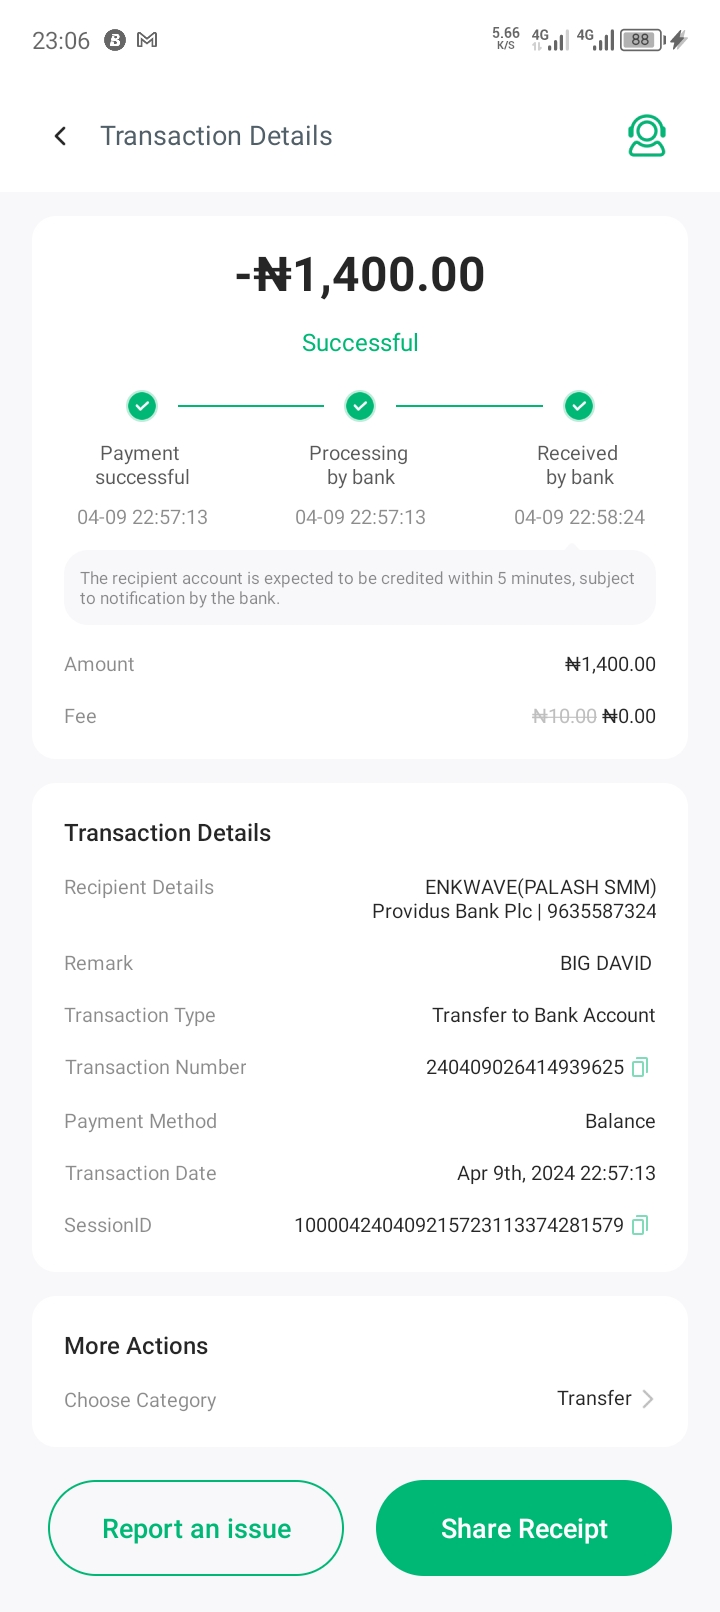 23:06
5.66
K/S
4G
4G
88
Transaction Details
-₦1,400.00
Successful
Payment
successful
04-09 22:57:13
Processing
by bank
04-09 22:57:13
Received
by bank
04-09 22:58:24
The recipient account is expected to be credited within 5 minutes, subject
to notification by the bank.
Amount ₦1,400.00
Fee ₦10.00 ₦0.00
Transaction Details
Recipient Details ENKWAVE(PALASH SMM)
Providus Bank Plc | 9635587324
Remark BIG DAVID
Transaction Type Transfer to Bank Account
Transaction Number 240409026414939625
Payment Method Balance
Transaction Date Apr 9th, 2024 22:57:13
SessionID 100004240409215723113374281579
More Actions
Choose Category Transfer
Report an issue
Share Receipt